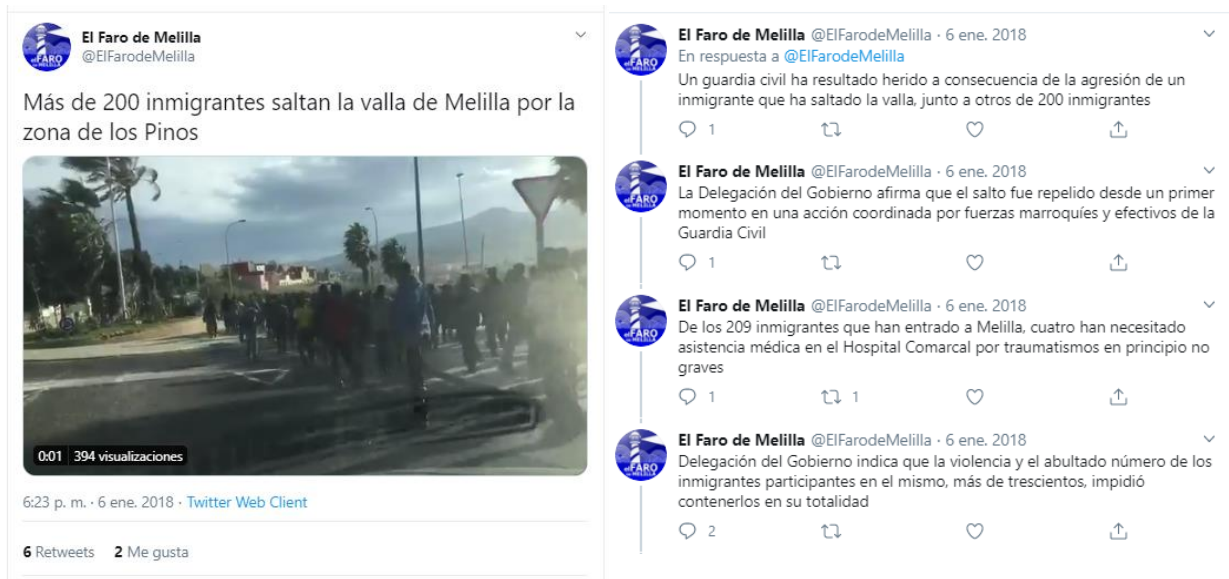 El Faro de Melilla
@ElFarodeMelilla
Más de 200 inmigrantes saltan la valla de Melilla por la
zona de los Pinos
0:01 394 visualizaciones
6:23 p. m. · 6 ene. 2018 · Twitter Web Client
6 Retweets 2 Me gusta
El Faro de Melilla @ElFarodeMelilla · 6 ene. 2018
En respuesta a @ElFarodeMelilla
Un guardia civil ha resultado herido a consecuencia de la agresión de un
inmigrante que ha saltado la valla, junto a otros de 200 inmigrantes
1
El Faro de Melilla @ElFarodeMelilla · 6 ene. 2018
La Delegación del Gobierno afirma que el salto fue repelido desde un primer
momento en una acción coordinada por fuerzas marroquíes y efectivos de la
Guardia Civil
1
El Faro de Melilla @ElFarodeMelilla · 6 ene. 2018
De los 209 inmigrantes que han entrado a Melilla, cuatro han necesitado
asistencia médica en el Hospital Comarcal por traumatismos en principio no
graves
1 1
El Faro de Melilla @ElFarodeMelilla · 6 ene. 2018
Delegación del Gobierno indica que la violencia y el abultado número de los
inmigrantes participantes en el mismo, más de trescientos, impidió
contenerlos en su totalidad
2